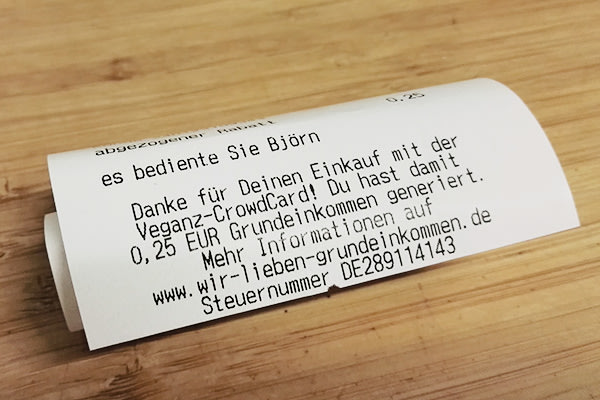 abgezogener Rabatt 0,25
es bediente Sie Björn
Danke für Deinen Einkauf mit der
Veganz-CrowdCard! Du hast damit
0,25 EUR Grundeinkommen generiert.
Mehr Informationen auf
www.wir-lieben-grundeinkommen.de
Steuernummer DE289114143